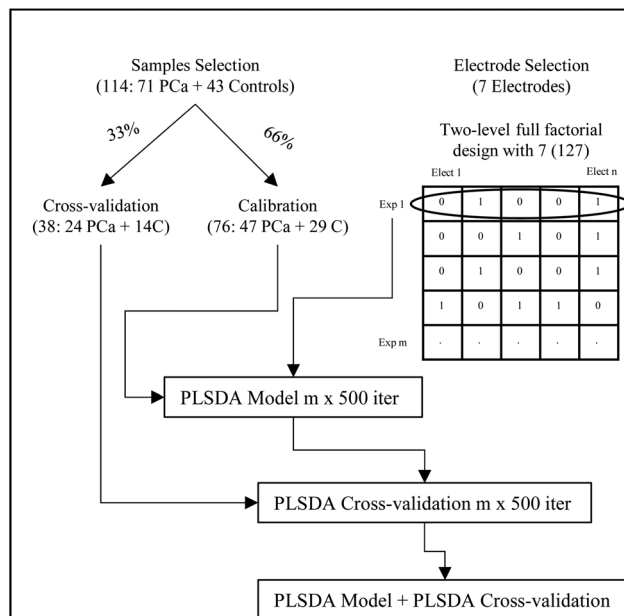 Samples Selection
(114: 71 PCa + 43 Controls)
33%
66%
Cross-validation
(38: 24 PCa + 14C)
Calibration
(76: 47 PCa + 29 C)
Electrode Selection
(7 Electrodes)
Two-level full factorial
design with 7 (127)
Elect 1
Elect n
Exp 1
0 1 0 0 1
0 0 1 0 1
0 1 0 0 1
1 0 1 1 0
Exp m
. . . . .
PLSDA Model m x 500 iter
PLSDA Cross-validation m x 500 iter
PLSDA Model + PLSDA Cross-validation